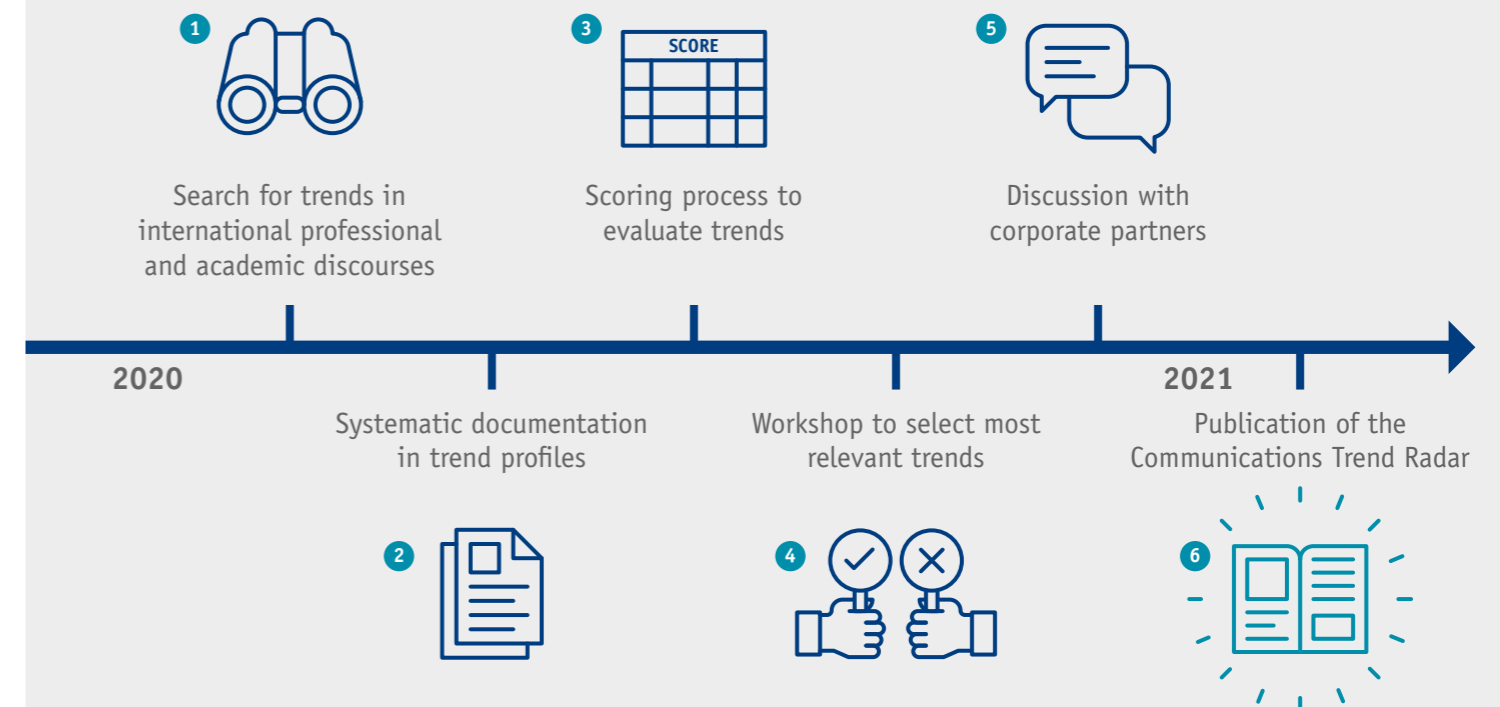 1
Search for trends in
international professional
and academic discourses
3
SCORE
Scoring process to
evaluate trends
5
Discussion with
corporate partners
2020
2021
Systematic documentation
in trend profiles
2
Workshop to select most
relevant trends
4
Publication of the
Communications Trend Radar
6